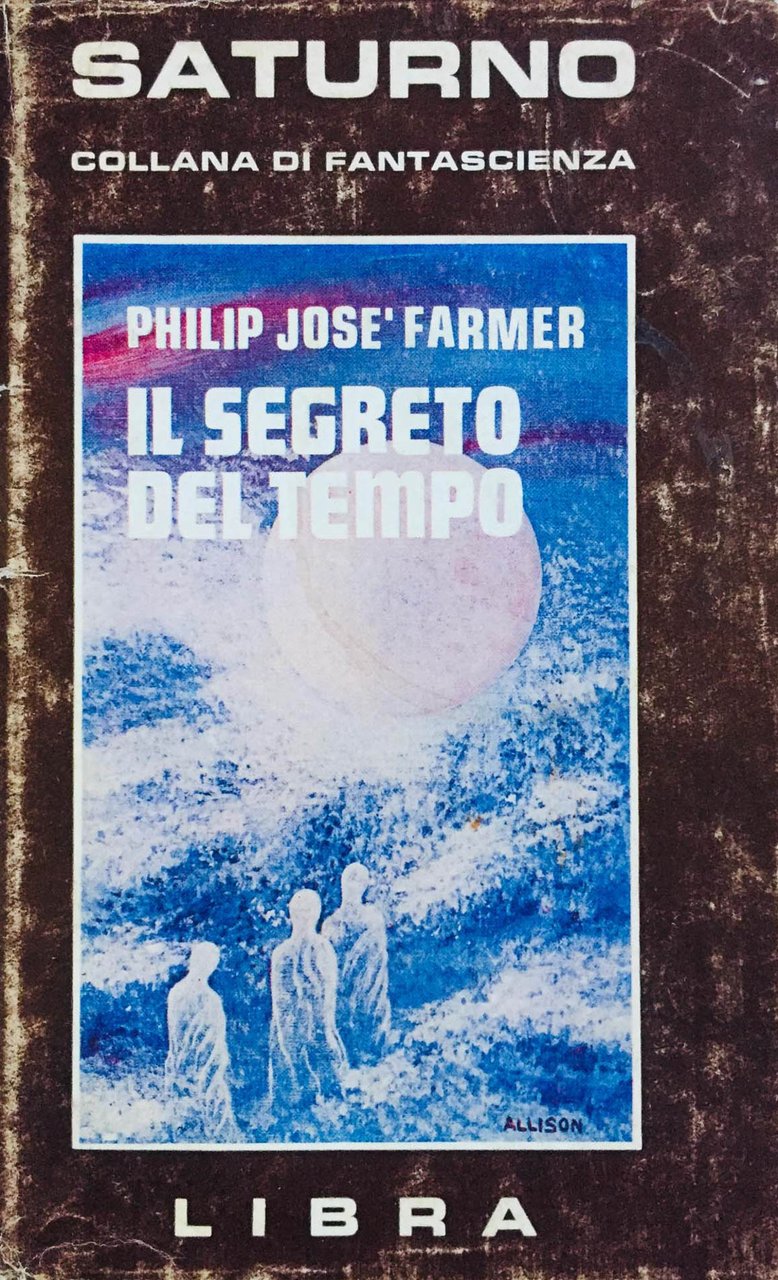 SATURNO
COLLANA DI FANTASCIENZA
PHILIP JOSE' FARMER
IL SEGRETO
DEL TEMPO
ALLISON
LIBRA